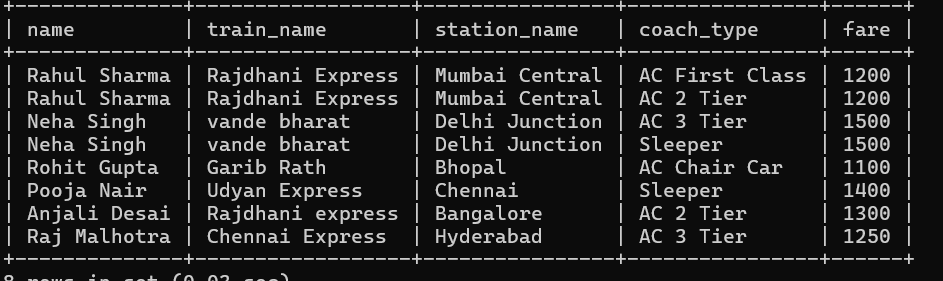 +---------------+-------------------+-----------------+----------------+------+
| name          | train_name        | station_name    | coach_type     | fare |
+---------------+-------------------+-----------------+----------------+------+
| Rahul Sharma  | Rajdhani Express  | Mumbai Central  | AC First Class | 1200 |
| Rahul Sharma  | Rajdhani Express  | Mumbai Central  | AC 2 Tier      | 1200 |
| Neha Singh    | vande bharat      | Delhi Junction  | AC 3 Tier      | 1500 |
| Neha Singh    | vande bharat      | Delhi Junction  | Sleeper        | 1500 |
| Rohit Gupta   | Garib Rath        | Bhopal          | AC Chair Car   | 1100 |
| Pooja Nair    | Udyan Express     | Chennai         | Sleeper        | 1400 |
| Anjali Desai  | Rajdhani express  | Bangalore       | AC 2 Tier      | 1300 |
| Raj Malhotra  | Chennai Express   | Hyderabad       | AC 3 Tier      | 1250 |
+---------------+-------------------+-----------------+----------------+------+
8 rows in set (0.02 sec)